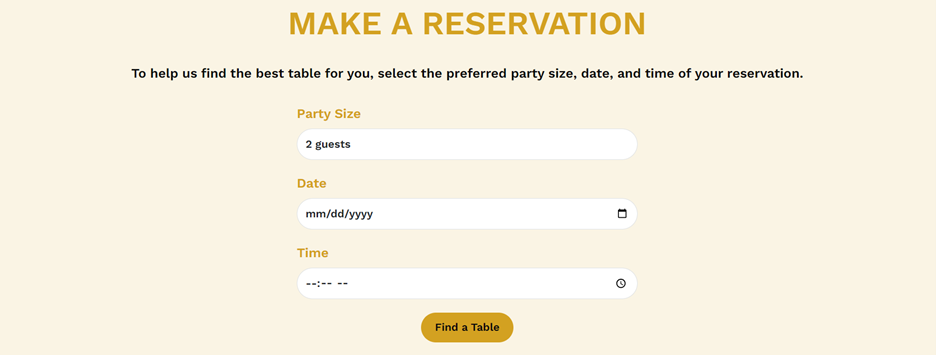 MAKE A RESERVATION
To help us find the best table for you, select the preferred party size, date, and time of your reservation.
Party Size
2 guests
Date
mm/dd/yyyy
Time
--:-- --
Find a Table